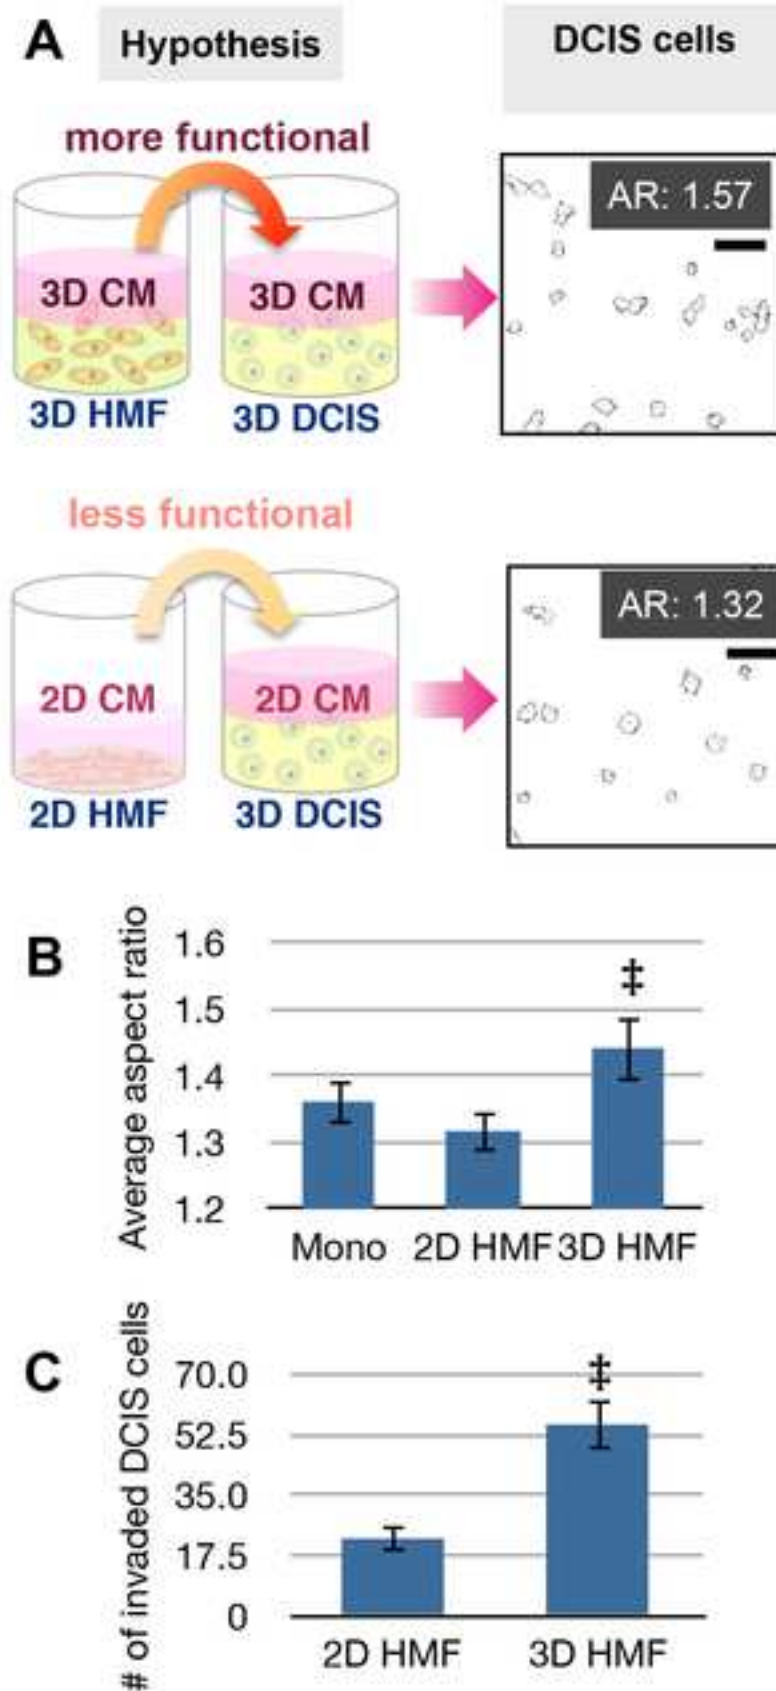 A Hypothesis DCIS cells
more functional
AR: 1.57
3D CM 3D CM
3D HMF 3D DCIS
less functional
AR: 1.32
2D CM 2D CM
2D HMF 3D DCIS
B
Average aspect ratio
1.6
‡
1.5
1.4
1.3
1.2
Mono 2D HMF 3D HMF
C
# of invaded DCIS cells
70.0
‡
52.5
35.0
17.5
0
2D HMF 3D HMF